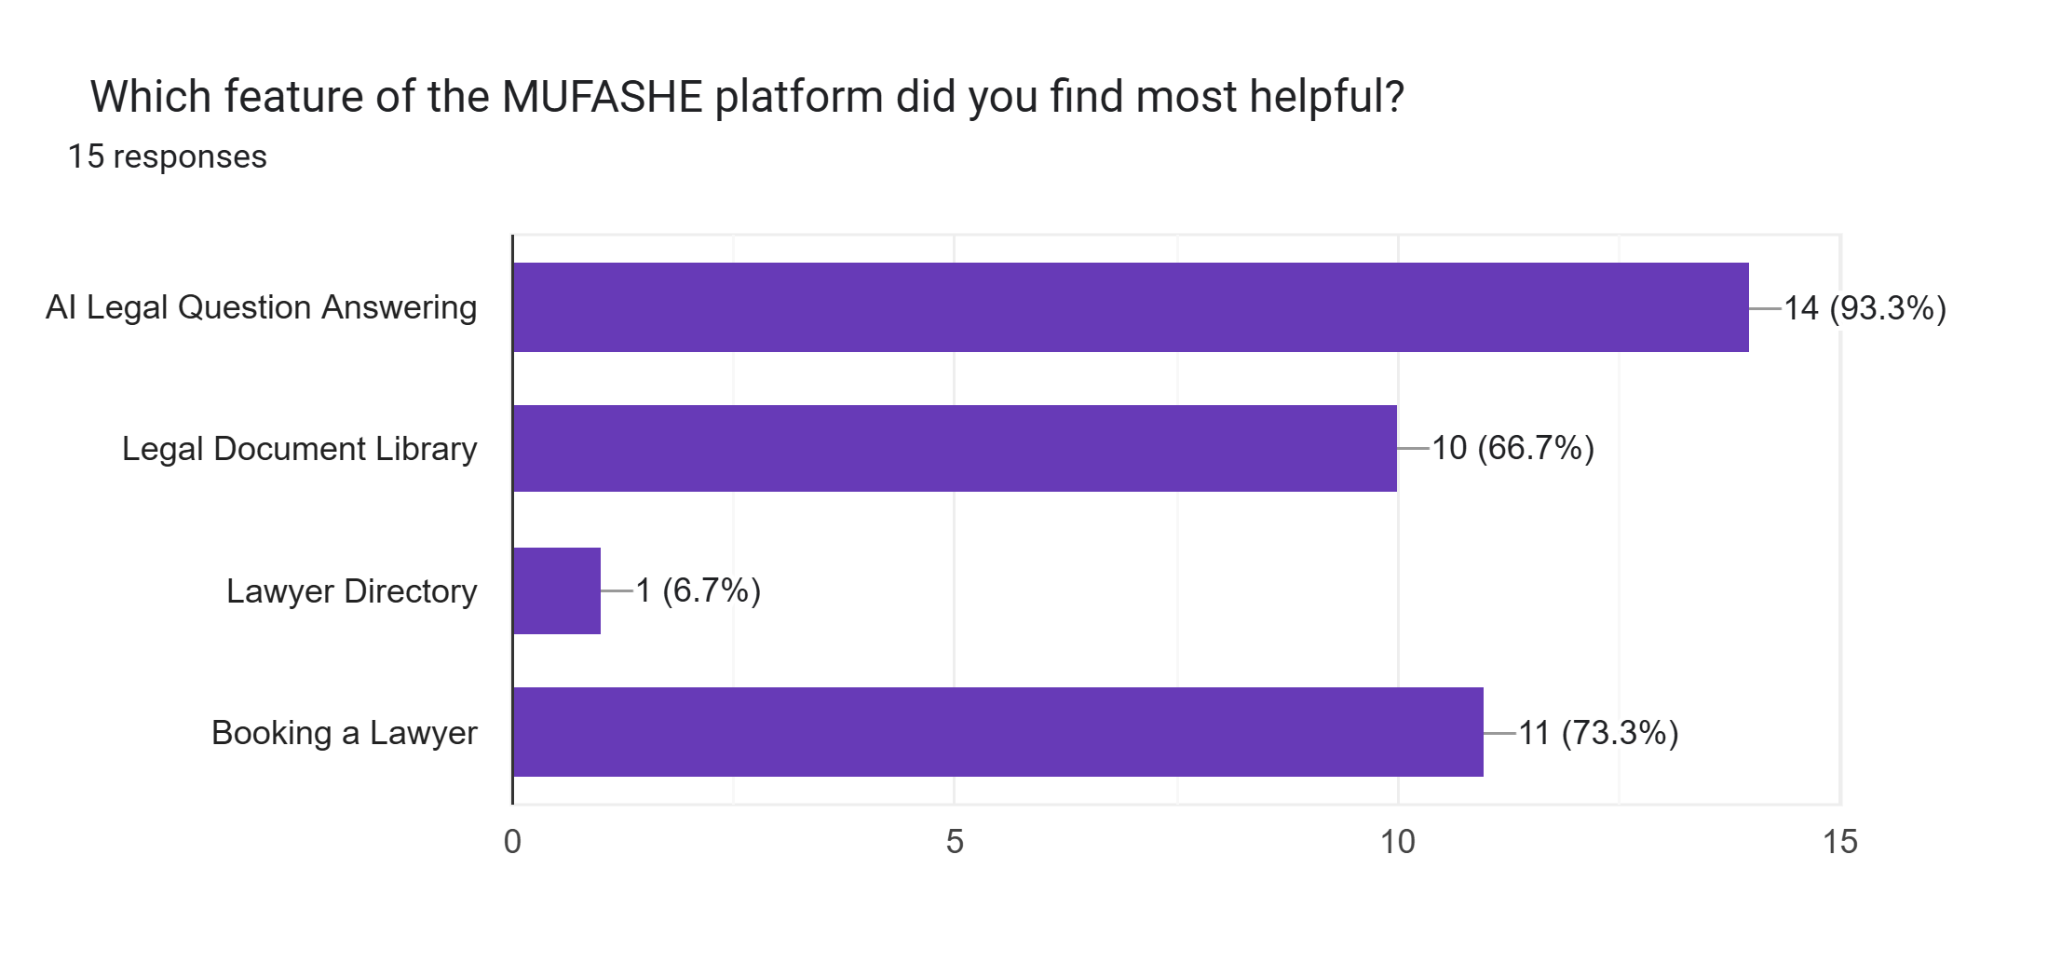 Which feature of the MUFASHE platform did you find most helpful?
15 responses
AI Legal Question Answering
14 (93.3%)
Legal Document Library
10 (66.7%)
Lawyer Directory
1 (6.7%)
Booking a Lawyer
11 (73.3%)
0 5 10 15